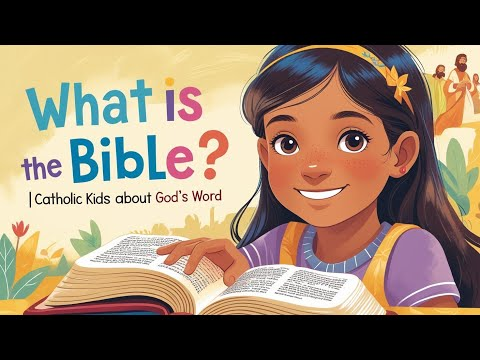 What is
the BibLe?
| Catholic Kids about God's Word